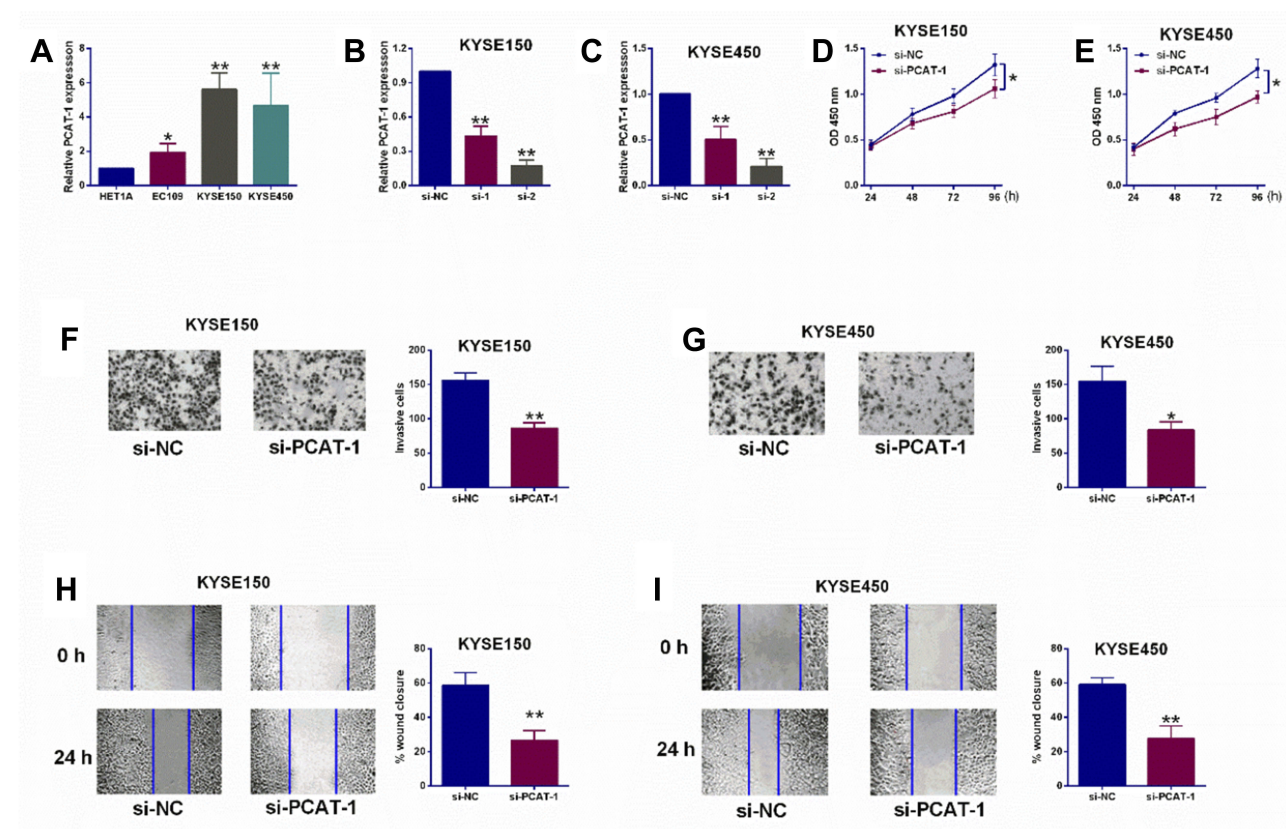 A
Relative PCAT-1 expresssion
8
6
4
2
0
*
**
**
HET1A EC109 KYSE150 KYSE450
B
KYSE150
Relative PCAT-1 expresssion
1.2
0.9
0.6
0.3
0.0
**
**
si-NC si-1 si-2
C
KYSE450
Relative PCAT-1 expresssion
1.5
1.0
0.5
0.0
**
**
si-NC si-1 si-2
D
KYSE150
si-NC
si-PCAT-1
OD 450 nm
1.5
1.0
0.5
0.0
*
24 48 72 96 (h)
E
KYSE450
si-NC
si-PCAT-1
OD 450 nm
1.5
1.0
0.5
0.0
*
24 48 72 96 (h)
F
KYSE150
si-NC si-PCAT-1
KYSE150
Invasive cells
200
150
100
50
0
**
si-NC si-PCAT-1
G
KYSE450
si-NC si-PCAT-1
KYSE450
Invasive cells
200
150
100
50
0
*
si-NC si-PCAT-1
H
KYSE150
0 h
24 h
si-NC si-PCAT-1
KYSE150
% wound closure
80
60
40
20
0
**
si-NC si-PCAT-1
I
KYSE450
0 h
24 h
si-NC si-PCAT-1
KYSE450
% wound closure
80
60
40
20
0
**
si-NC si-PCAT-1